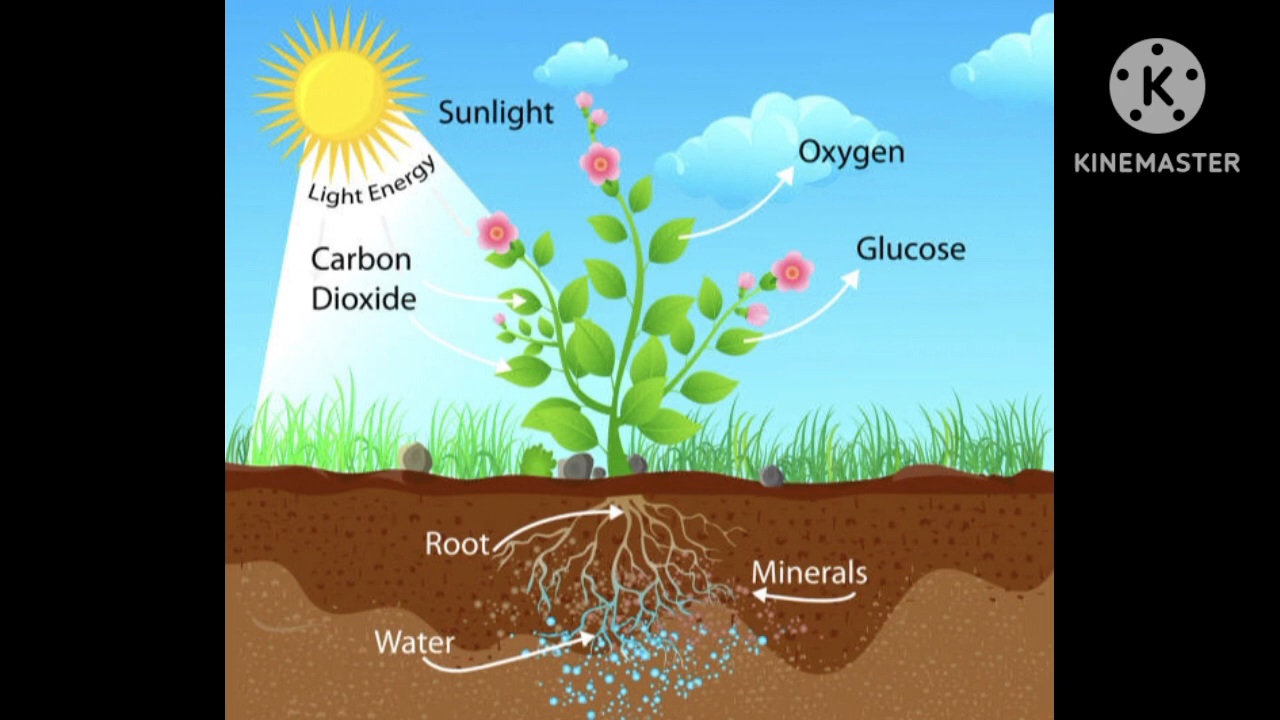 Sunlight
Oxygen
Light Energy
Carbon
Dioxide
Glucose
Root
Minerals
Water
K
KINEMASTER